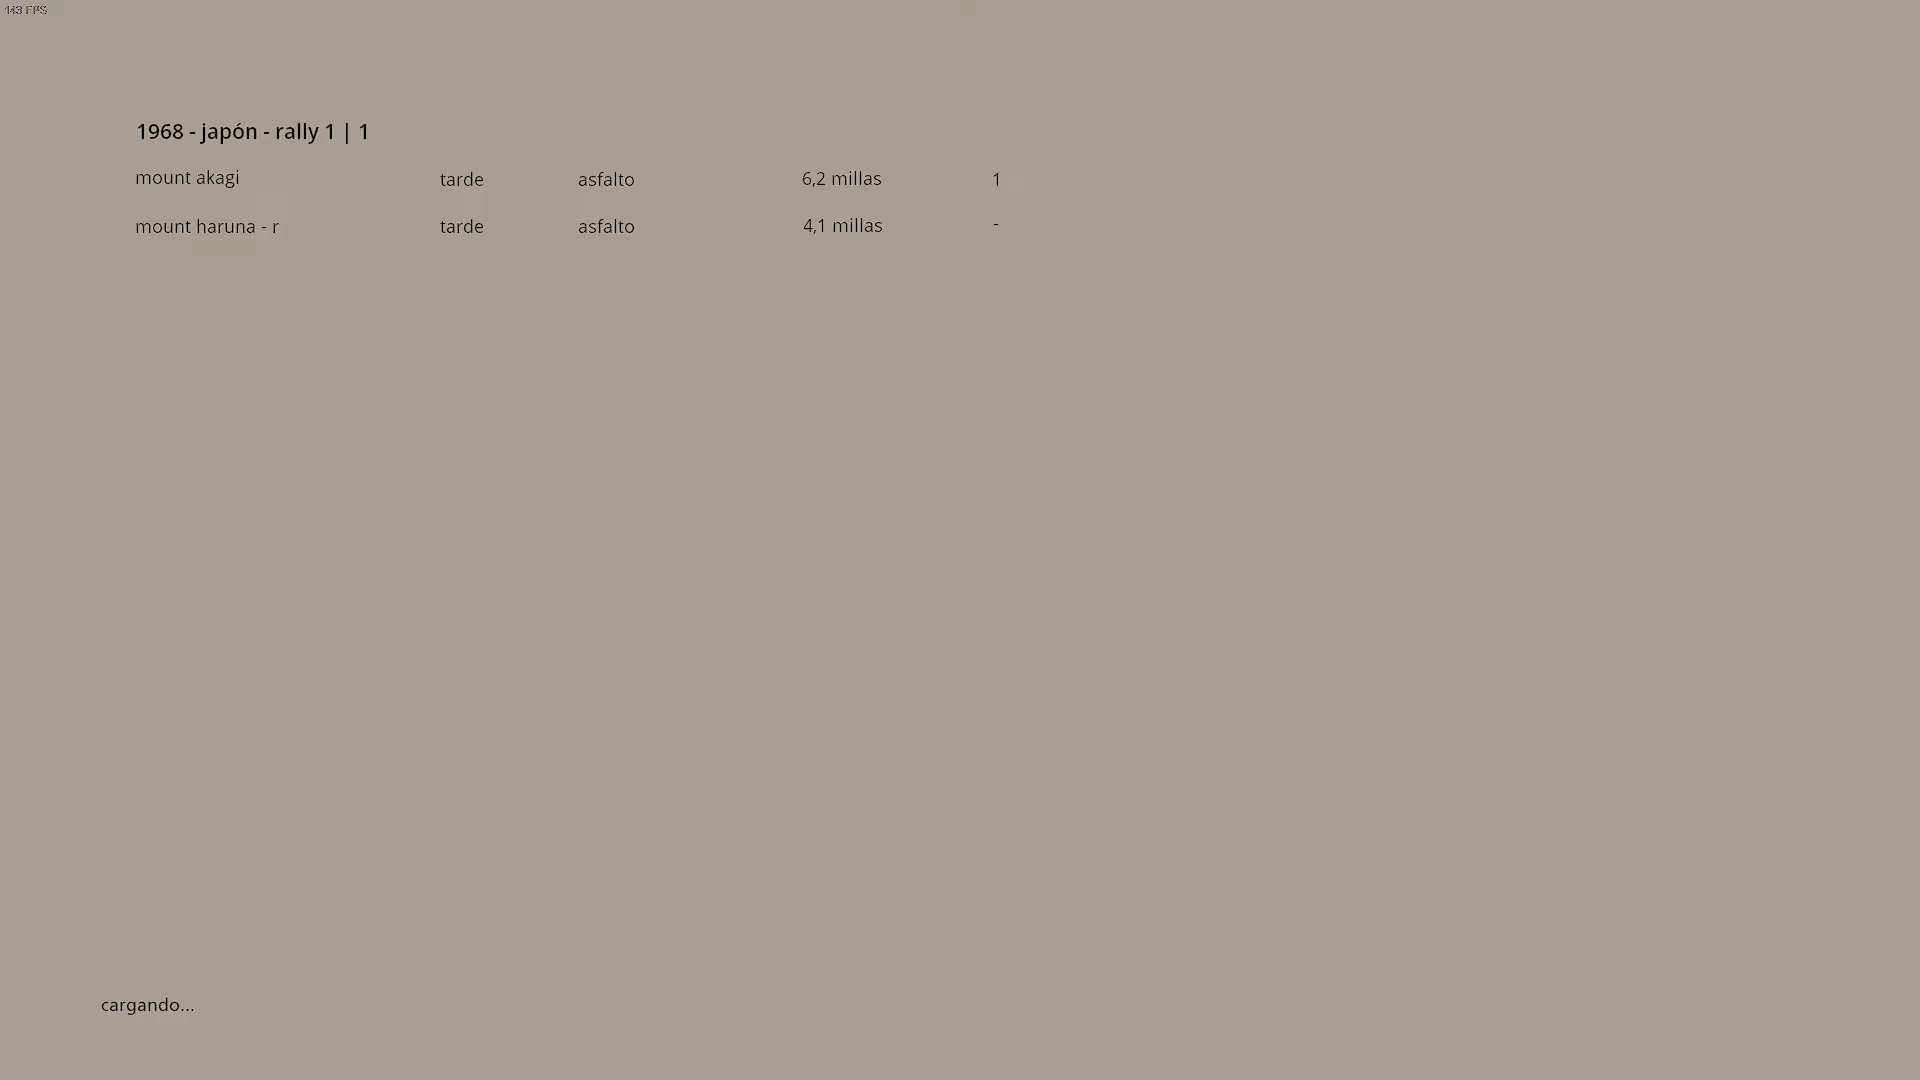 143 FPS
1968 - japón - rally 1 | 1
mount akagi tarde asfalto 6,2 millas 1
mount haruna - r tarde asfalto 4,1 millas -
cargando...